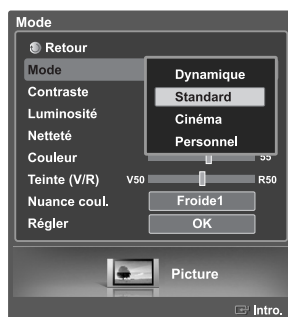 Mode
Retour
Mode
Dynamique
Standard
Cinéma
Personnel
Contraste
Luminosité
Netteté
Couleur 55
Teinte (V/R) V50 R50
Nuance coul. Froide1
Régler OK
Picture
Intro.